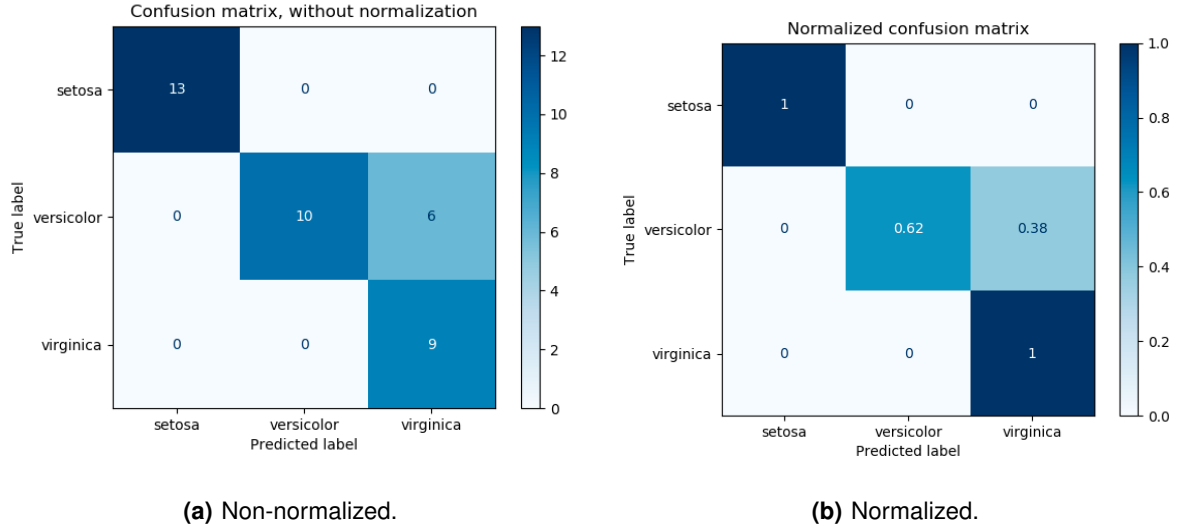 Confusion matrix, without normalization
setosa
versicolor
virginica
True label
13 0 0
0 10 6
0 0 9
setosa versicolor virginica
Predicted label
12
10
8
6
4
2
0
(a) Non-normalized.
Normalized confusion matrix
setosa
versicolor
virginica
True label
1 0 0
0 0.62 0.38
0 0 1
setosa versicolor virginica
Predicted label
1.0
0.8
0.6
0.4
0.2
0.0
(b) Normalized.